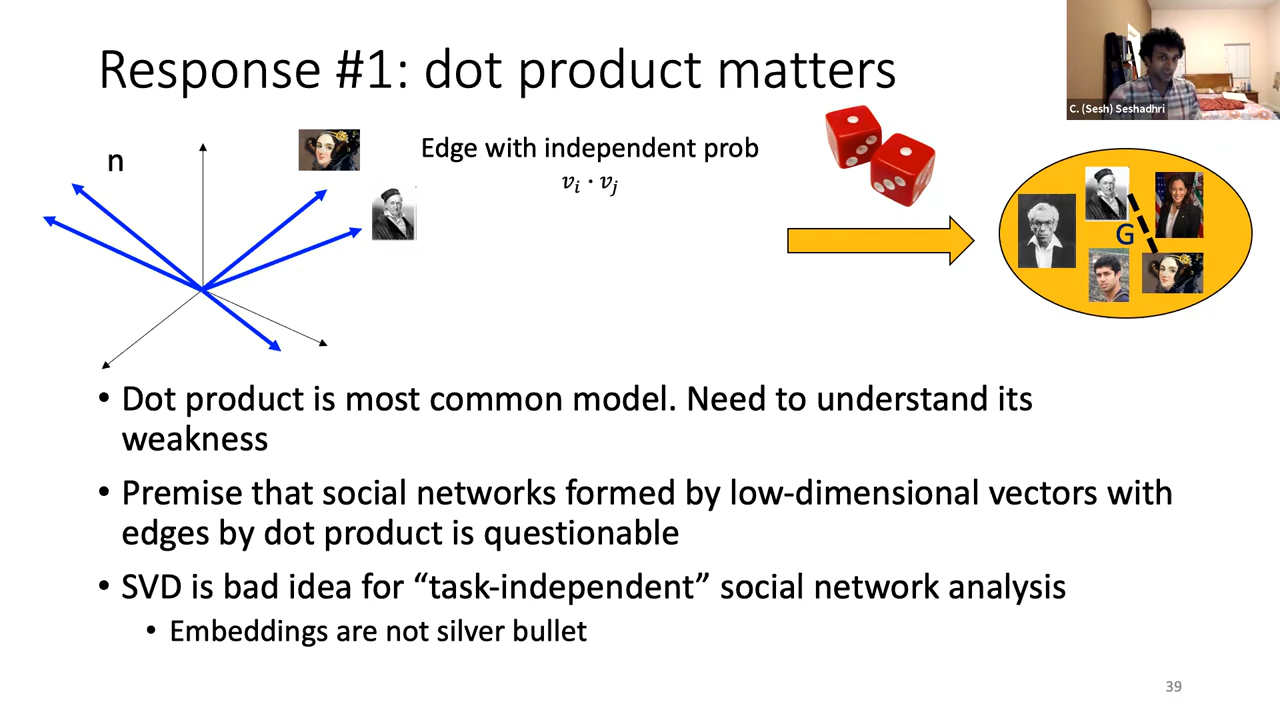 Response #1: dot product matters
C. (Sesh) Seshadhri
n
Edge with independent prob
𝑣ᵢ · 𝑣ⱼ
G
• Dot product is most common model. Need to understand its
weakness
• Premise that social networks formed by low-dimensional vectors with
edges by dot product is questionable
• SVD is bad idea for “task-independent” social network analysis
• Embeddings are not silver bullet
39